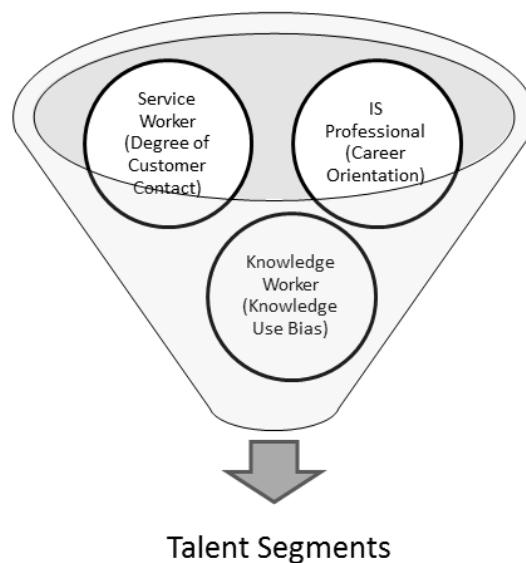 Service
Worker
(Degree of
Customer
Contact)
IS
Professional
(Career
Orientation)
Knowledge
Worker
(Knowledge
Use Bias)
Talent Segments